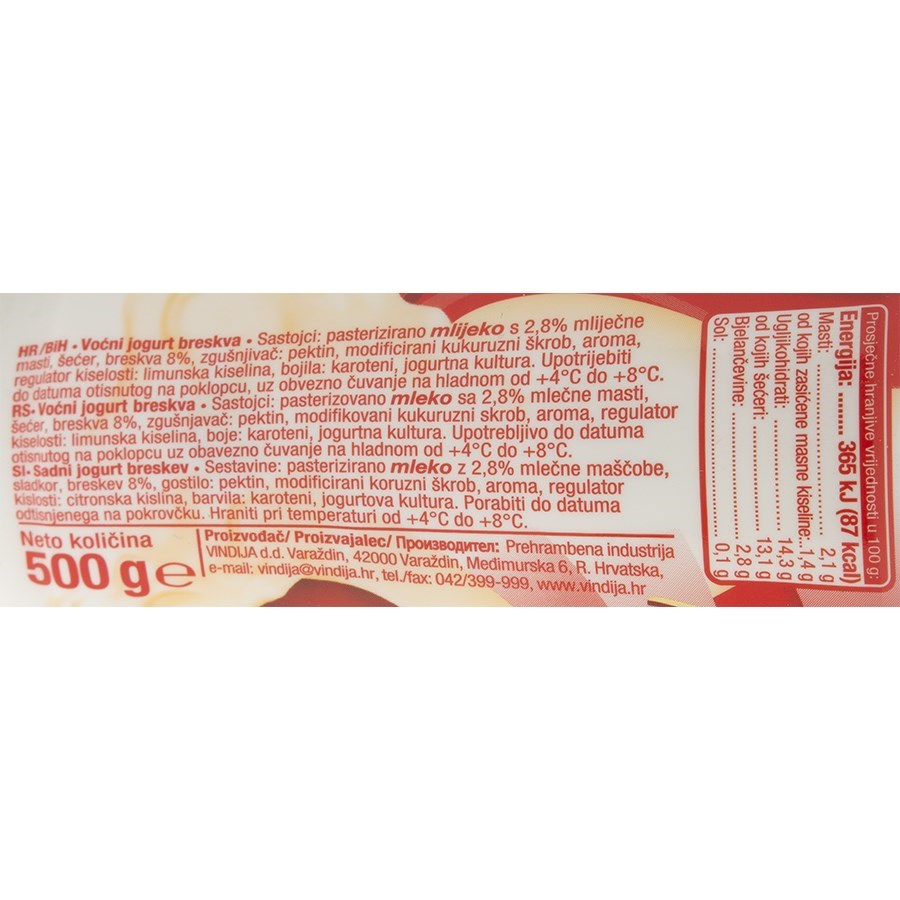 HR/BiH • Voćni jogurt breskva • Sastojci: pasterizirano mlijeko s 2,8% mliječne
masti, šećer, breskva 8%, zgušnjivač: pektin, modificirani kukuruzni škrob, aroma,
regulator kiselosti: limunska kiselina, bojila: karoteni, jogurtna kultura. Upotrijebiti
do datuma otisnutog na poklopcu, uz obvezno čuvanje na hladnom od +4°C do +8°C.
RS• Voćni jogurt breskva • Sastojci: pasterizovano mleko sa 2,8% mlečne masti,
šećer, breskva 8%, zgušnjavač: pektin, modifikovani kukuruzni skrob, aroma, regulator
kiselosti: limunska kiselina, boje: karoteni, jogurtna kultura. Upotrebljivo do datuma
otisnutog na poklopcu uz obavezno čuvanje na hladnom od +4°C do +8°C.
SI• Sadni jogurt breskev • Sestavine: pasterizirano mleko z 2,8% mlečne maščobe,
sladkor, breskev 8%, gostilo: pektin, modificirani koruzni škrob, aroma, regulator
kislosti: citronska kislina, barvila: karoteni, jogurtova kultura. Porabiti do datuma
odtisnjenega na pokrovčku. Hraniti pri temperaturi od +4°C do +8°C.
Neto količina
500 g e
Proizvođač/ Proizvajalec/ Производител: Prehrambena industrija
VINDIJA d.d. Varaždin, 42000 Varaždin, Međimurska 6, R. Hrvatska,
e-mail: vindija@vindija.hr, tel./fax: 042/399-999, www.vindija.hr
Prosječne hranjive vrijednosti u 100 g:
Energija: ........ 365 kJ (87 kcal)
Masti: .......................... 2,1 g
od kojih zasićene masne kiseline:..1,4 g
Ugljikohidrati: ................ 14,3 g
od kojih šećeri: .............. 13,1 g
Bjelančevine: ................. 2,8 g
Sol: .............................. 0,1 g